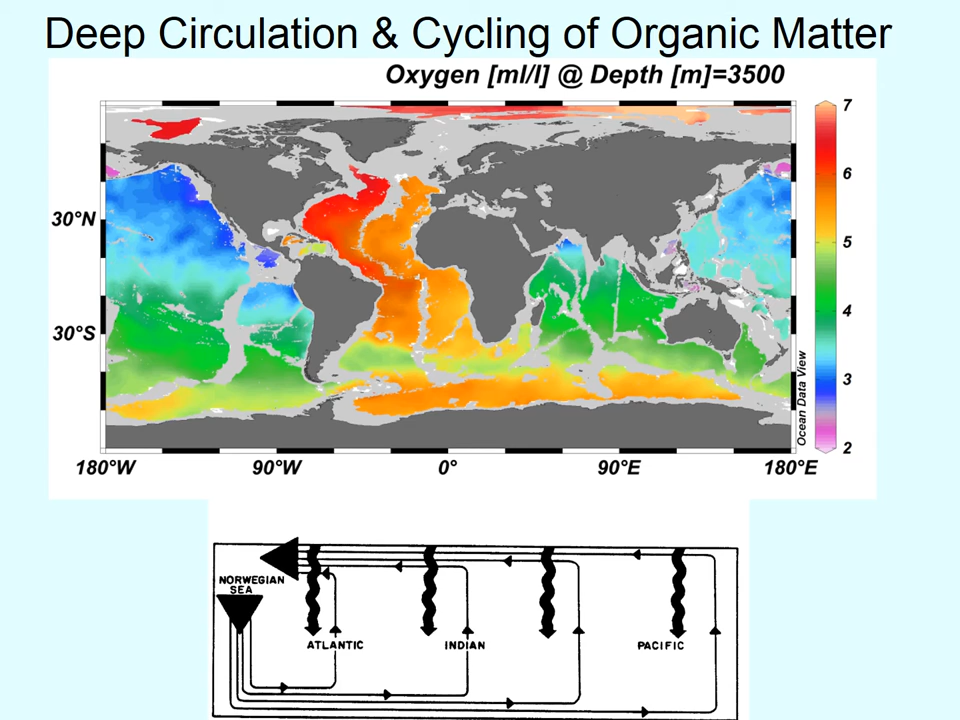 Deep Circulation & Cycling of Organic Matter
Oxygen [ml/l] @ Depth [m]=3500
7
6
30°N
5
4
30°S
3
Ocean Data View
2
180°W
90°W
0°
90°E
180°E
NORWEGIAN
SEA
ATLANTIC
INDIAN
PACIFIC